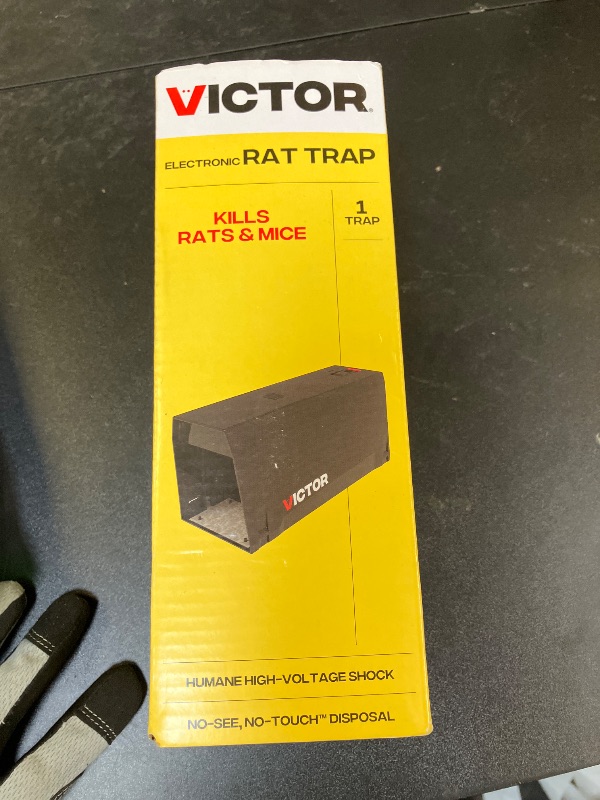 VICTOR®
ELECTRONIC RAT TRAP
KILLS
RATS & MICE
1
TRAP
VICTOR
HUMANE HIGH-VOLTAGE SHOCK
NO-SEE, NO-TOUCH™ DISPOSAL